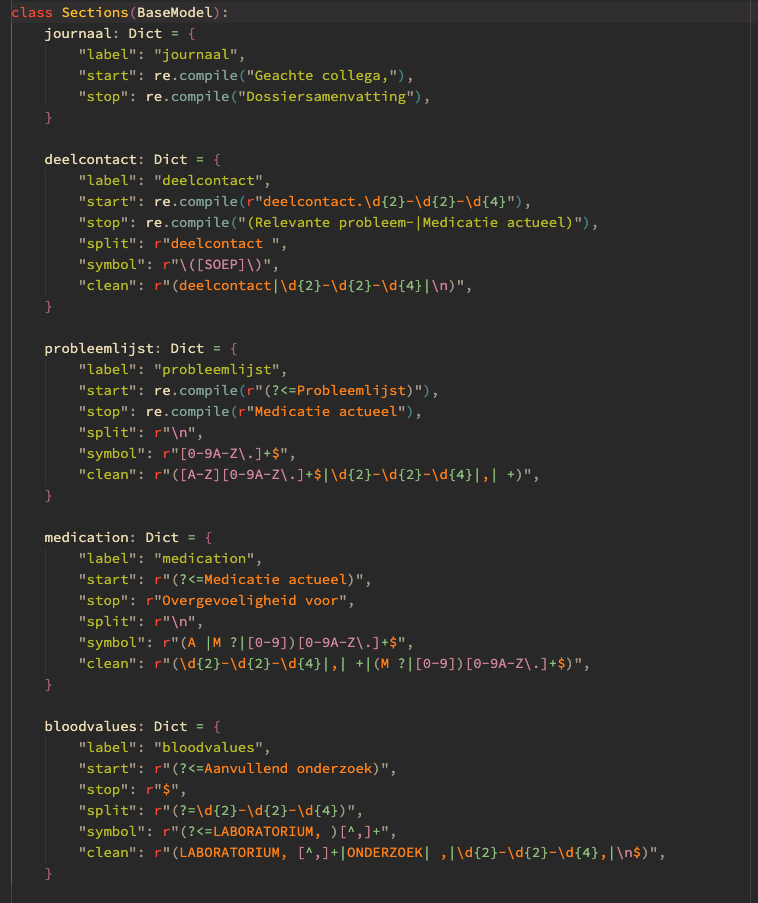 class Sections(BaseModel):
    journaal: Dict = {
        "label": "journaal",
        "start": re.compile("Geachte collega,"),
        "stop": re.compile("Dossiersamenvatting"),
    }

    deelcontact: Dict = {
        "label": "deelcontact",
        "start": re.compile(r"deelcontact.\d{2}-\d{2}-\d{4}"),
        "stop": re.compile("(Relevante probleem-|Medicatie actueel)"),
        "split": r"deelcontact ",
        "symbol": r"\([SOEP]\)",
        "clean": r"(deelcontact|\d{2}-\d{2}-\d{4}|\n)",
    }

    probleemlijst: Dict = {
        "label": "probleemlijst",
        "start": re.compile(r"(?<=Probleemlijst)"),
        "stop": re.compile(r"Medicatie actueel"),
        "split": r"\n",
        "symbol": r"[0-9A-Z\.]+$",
        "clean": r"([A-Z][0-9A-Z\.]+$|\d{2}-\d{2}-\d{4}|,| +)",
    }

    medication: Dict = {
        "label": "medication",
        "start": r"(?<=Medicatie actueel)",
        "stop": r"Overgevoeligheid voor",
        "split": r"\n",
        "symbol": r"(A |M ?|[0-9])[0-9A-Z\.]+$",
        "clean": r"(\d{2}-\d{2}-\d{4}|,| +|(M ?|[0-9])[0-9A-Z\.]+$)",
    }

    bloodvalues: Dict = {
        "label": "bloodvalues",
        "start": r"(?<=Aanvullend onderzoek)",
        "stop": r"$",
        "split": r"(?=\d{2}-\d{2}-\d{4})",
        "symbol": r"(?<=LABORATORIUM, )[^,]+",
        "clean": r"(LABORATORIUM, [^,]+|ONDERZOEK| ,|\d{2}-\d{2}-\d{4},|\n$)",
    }